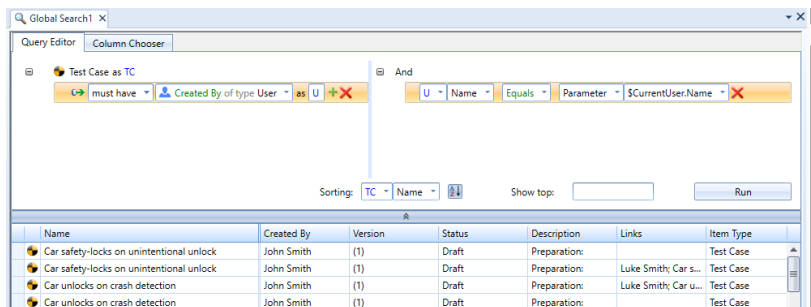 Global Search1
Query Editor Column Chooser
Test Case as TC And
must have Created By of type User as U U Name Equals Parameter $CurrentUser.Name
Sorting: TC Name Show top: Run
Name Created By Version Status Description Links Item Type
Car safety-locks on unintentional unlock John Smith (1) Draft Preparation: Test Case
Car safety-locks on unintentional unlock John Smith (1) Draft Preparation: Luke Smith; Car s... Test Case
Car unlocks on crash detection John Smith (1) Draft Preparation: Luke Smith; Car u... Test Case
Car unlocks on crash detection John Smith (1) Draft Preparation: Test Case